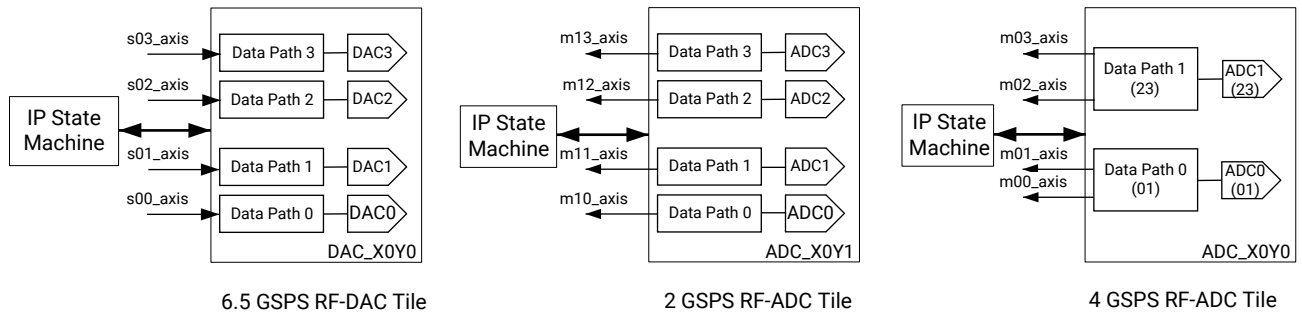 s03_axis
Data Path 3
DAC3
s02_axis
Data Path 2
DAC2
IP State
Machine
s01_axis
Data Path 1
DAC1
s00_axis
Data Path 0
DAC0
DAC_X0Y0
6.5 GSPS RF-DAC Tile
m13_axis
Data Path 3
ADC3
m12_axis
Data Path 2
ADC2
IP State
Machine
m11_axis
Data Path 1
ADC1
m10_axis
Data Path 0
ADC0
ADC_X0Y1
2 GSPS RF-ADC Tile
m03_axis
Data Path 1
(23)
ADC1
(23)
m02_axis
IP State
Machine
m01_axis
Data Path 0
(01)
ADC0
(01)
m00_axis
ADC_X0Y0
4 GSPS RF-ADC Tile